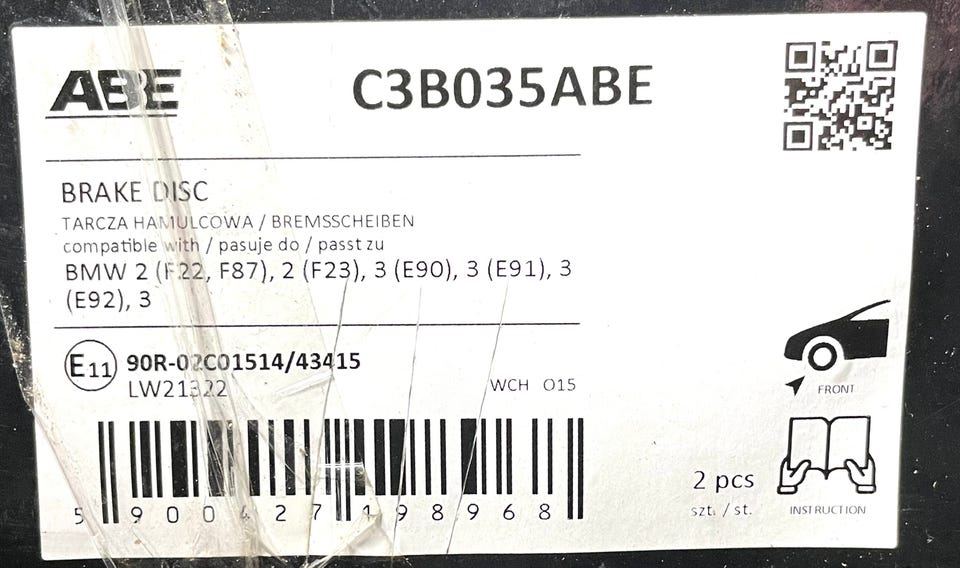 ABE
C3B035ABE
BRAKE DISC
TARCZA HAMULCOWA / BREMSSCHEIBEN
compatible with / pasuje do / passt zu
BMW 2 (F22, F87), 2 (F23), 3 (E90), 3 (E91), 3
(E92), 3
E11 90R-02C01514/43415
LW21322
WCH O15
FRONT
5 900427 198968
2 pcs
szt. / st.
INSTRUCTION